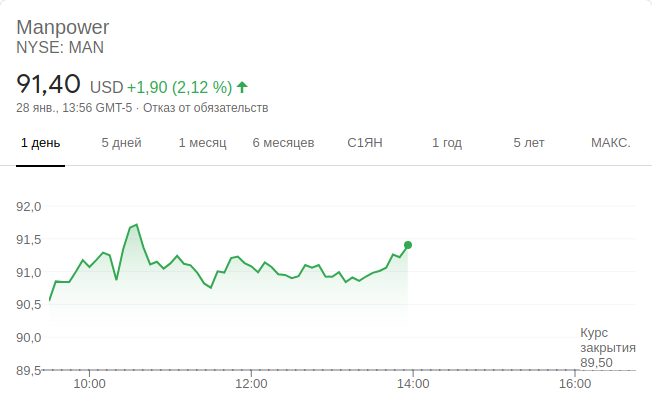 Manpower
NYSE: MAN
91,40 USD +1,90 (2,12 %)
28 янв., 13:56 GMT-5 · Отказ от обязательств
1 день 5 дней 1 месяц 6 месяцев С1ЯН 1 год 5 лет МАКС.
92,0
91,5
91,0
90,5
90,0
89,5
Курс
закрытия
89,50
10:00 12:00 14:00 16:00